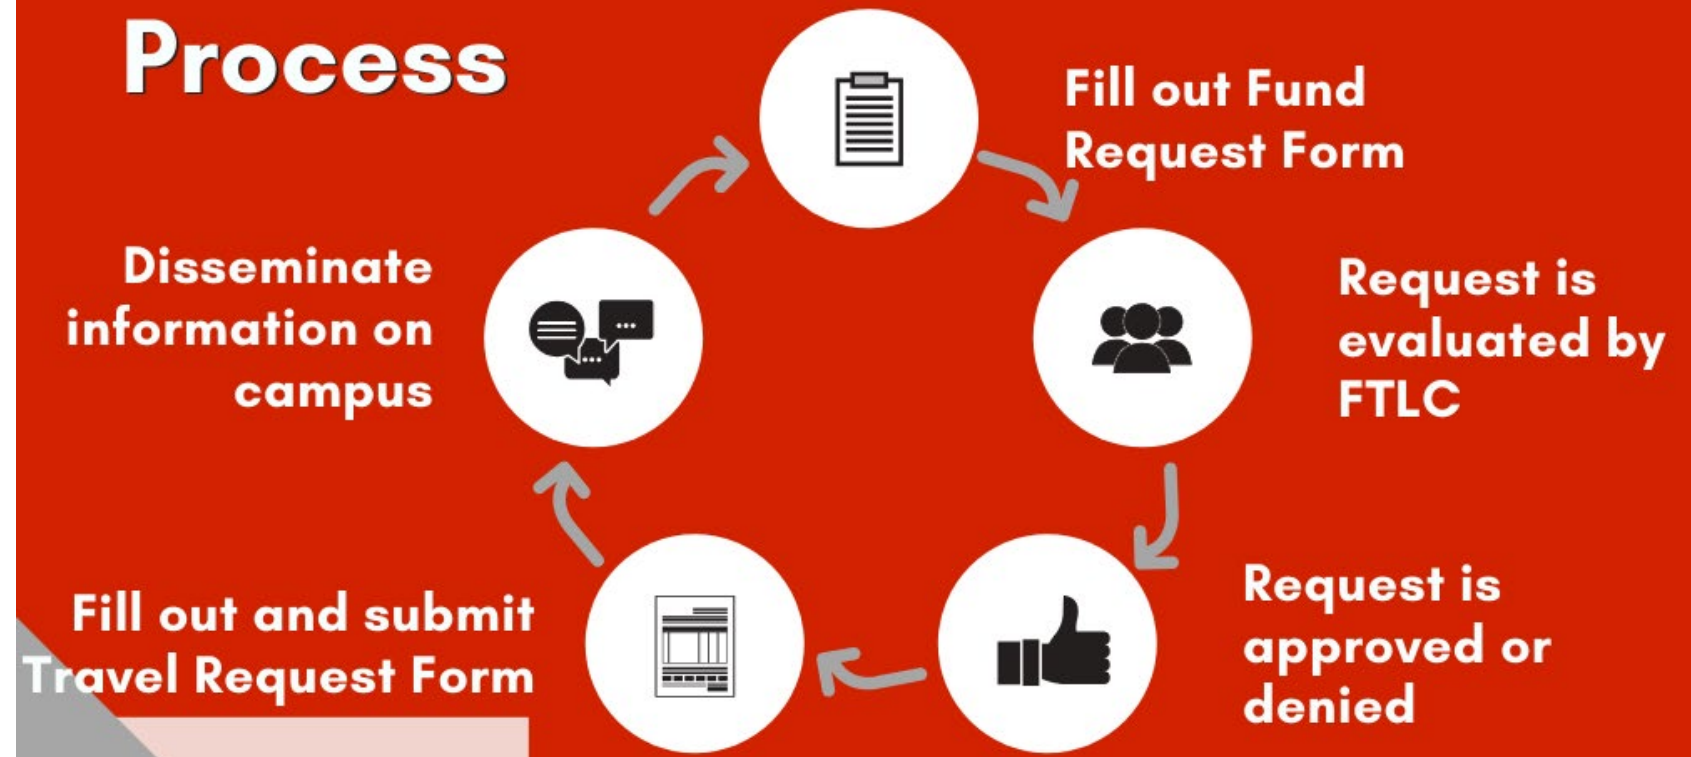 Process
Fill out Fund
Request Form
Request is
evaluated by
FTLC
Request is
approved or
denied
Fill out and submit
Travel Request Form
Disseminate
information on
campus